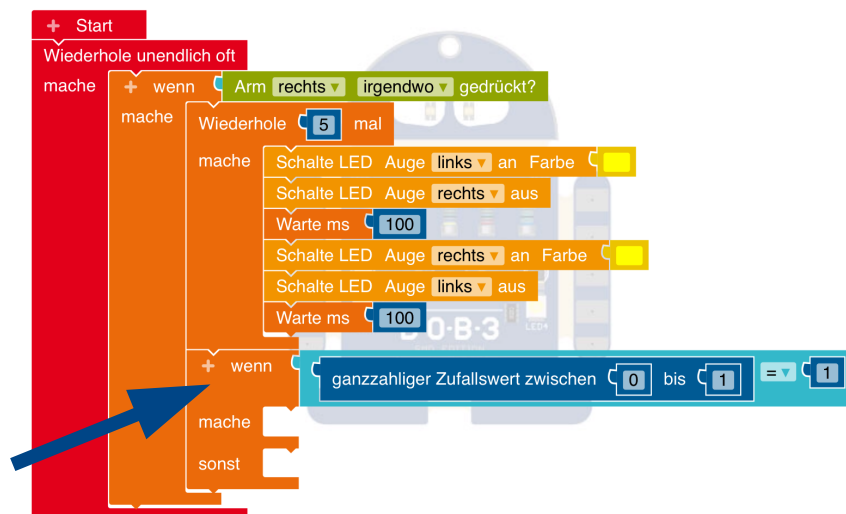 + Start
Wiederhole unendlich oft
mache + wenn Arm rechts irgendwo gedrückt?
mache Wiederhole 5 mal
mache Schalte LED Auge links an Farbe
Schalte LED Auge rechts aus
Warte ms 100
Schalte LED Auge rechts an Farbe
Schalte LED Auge links aus
Warte ms 100
B-O-B-3
LED4
+ wenn ganzzahliger Zufallswert zwischen 0 bis 1 = 1
mache
sonst